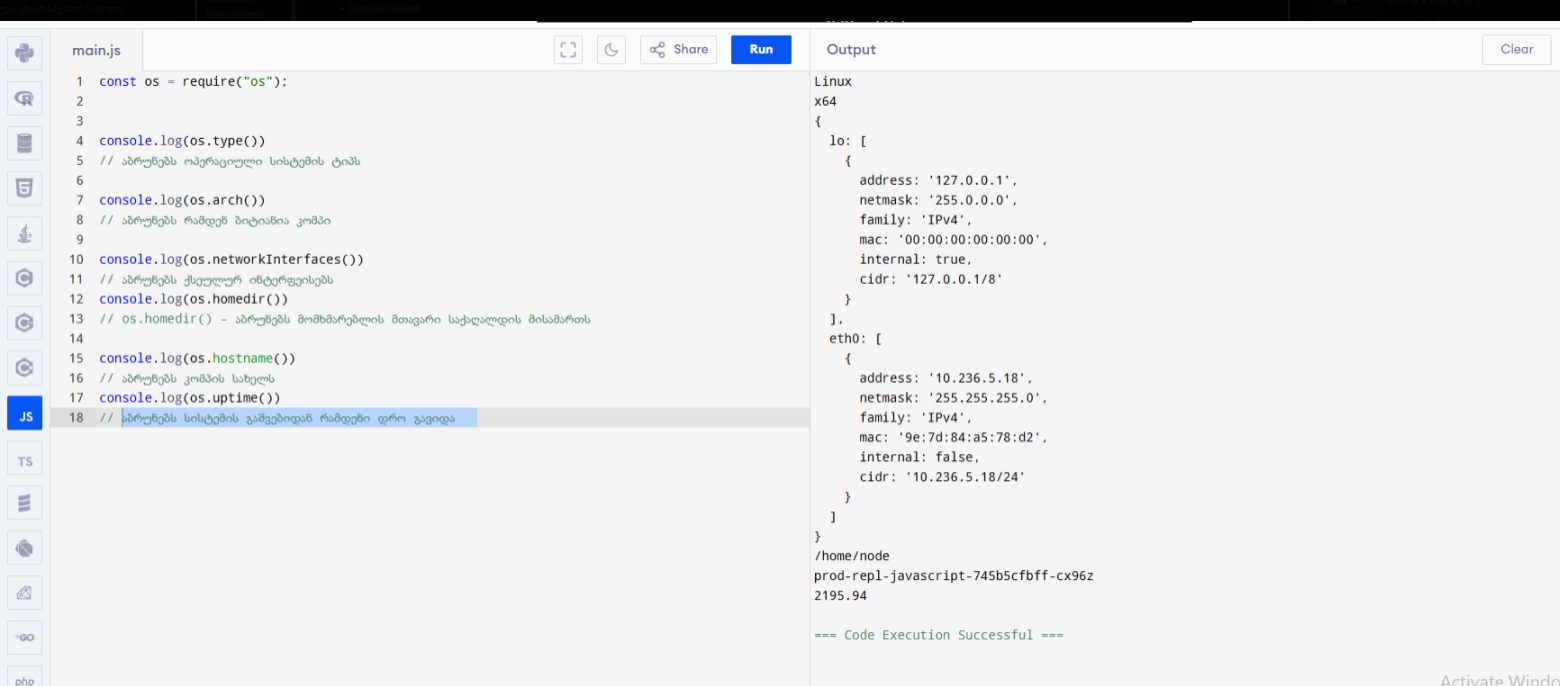 and 5 others
main.js
Share
Run
Output
Clear
1 const os = require("os");
2
3
4 console.log(os.type())
5 // აბრუნებს ოპერაციული სისტემის ტიპს
6
7 console.log(os.arch())
8 // აბრუნებს რამდენ ბიტიანია კომპი
9
10 console.log(os.networkInterfaces())
11 // აბრუნებს ქსელურ ინტერფეისებს
12 console.log(os.homedir())
13 // os.homedir() – აბრუნებს მომხმარებლის მთავარი საქაღალდის მისამართს
14
15 console.log(os.hostname())
16 // აბრუნებს კომპის სახელს
17 console.log(os.uptime())
18 // აბრუნებს სისტემის გაშვებიდან რამდენი დრო გავიდა
JS
TS
GO
php
Linux
x64
{
lo: [
{
address: '127.0.0.1',
netmask: '255.0.0.0',
family: 'IPv4',
mac: '00:00:00:00:00:00',
internal: true,
cidr: '127.0.0.1/8'
}
],
eth0: [
{
address: '10.236.5.18',
netmask: '255.255.255.0',
family: 'IPv4',
mac: '9e:7d:84:a5:78:d2',
internal: false,
cidr: '10.236.5.18/24'
}
]
}
/home/node
prod-repl-javascript-745b5cfbff-cx96z
2195.94
=== Code Execution Successful ===
Activate Windo